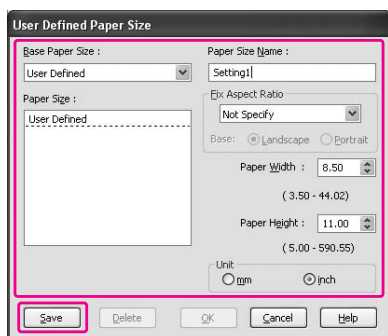 User Defined Paper Size
Base Paper Size :
User Defined
Paper Size :
User Defined
Paper Size Name :
Setting1
Fix Aspect Ratio
Not Specify
Base: Landscape Portrait
Paper Width : 8.50
( 3.50 - 44.02)
Paper Height : 11.00
( 5.00 - 590.55)
Unit
mm inch
Save Delete OK Cancel Help